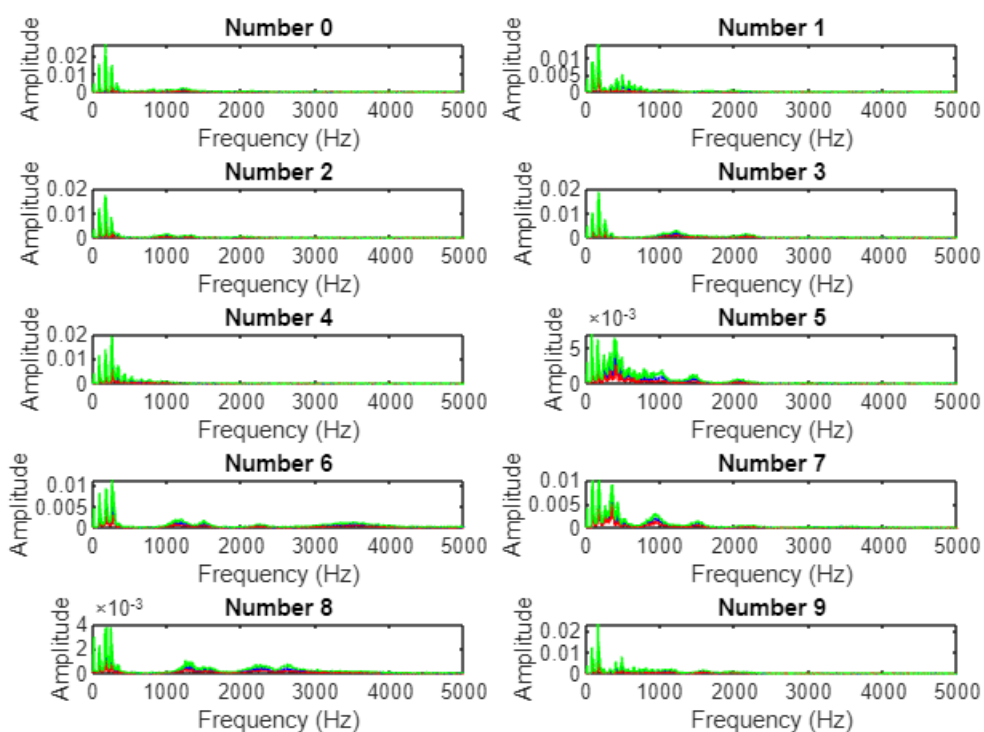 Number 0
0.02
0.01
0
Amplitude
0 1000 2000 3000 4000 5000
Frequency (Hz)
Number 1
0.01
0.005
0
Amplitude
0 1000 2000 3000 4000 5000
Frequency (Hz)
Number 2
0.02
0.01
0
Amplitude
0 1000 2000 3000 4000 5000
Frequency (Hz)
Number 3
0.02
0.01
0
Amplitude
0 1000 2000 3000 4000 5000
Frequency (Hz)
Number 4
0.02
0.01
0
Amplitude
0 1000 2000 3000 4000 5000
Frequency (Hz)
Number 5
×10⁻³
5
0
Amplitude
0 1000 2000 3000 4000 5000
Frequency (Hz)
Number 6
0.01
0.005
0
Amplitude
0 1000 2000 3000 4000 5000
Frequency (Hz)
Number 7
0.01
0.005
0
Amplitude
0 1000 2000 3000 4000 5000
Frequency (Hz)
Number 8
×10⁻³
4
2
0
Amplitude
0 1000 2000 3000 4000 5000
Frequency (Hz)
Number 9
0.02
0.01
0
Amplitude
0 1000 2000 3000 4000 5000
Frequency (Hz)